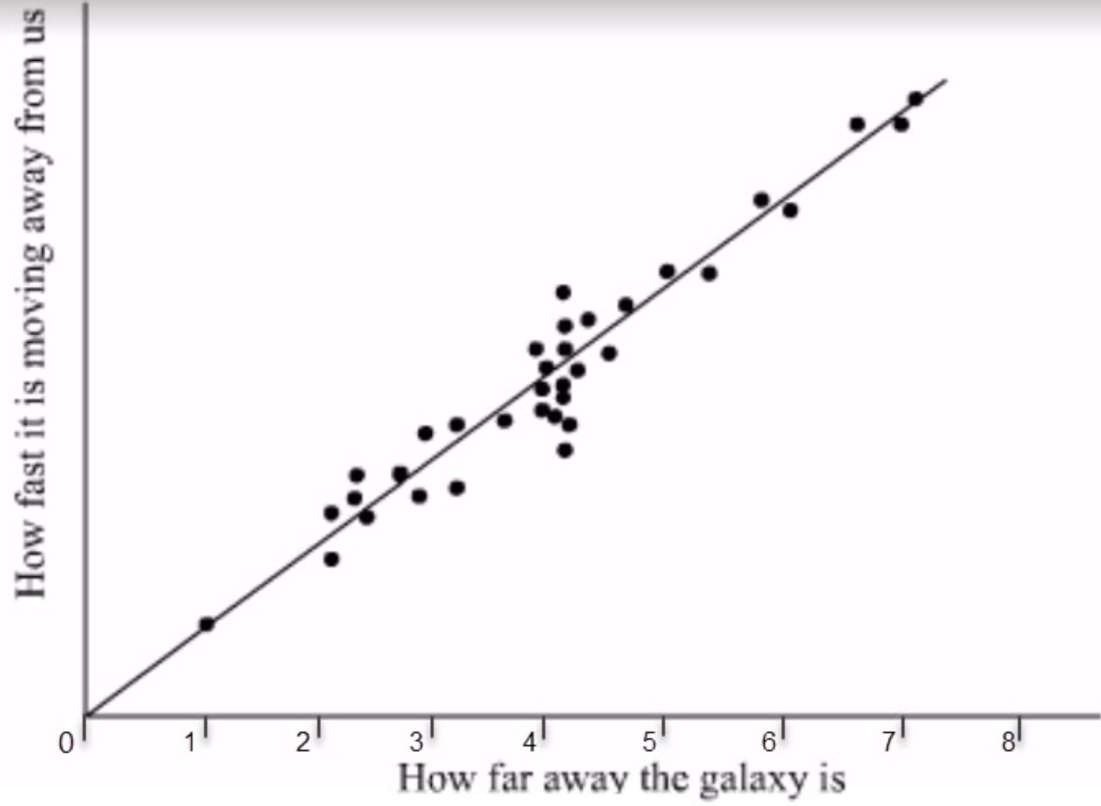 How fast it is moving away from us
0 1 2 3 4 5 6 7 8
How far away the galaxy is